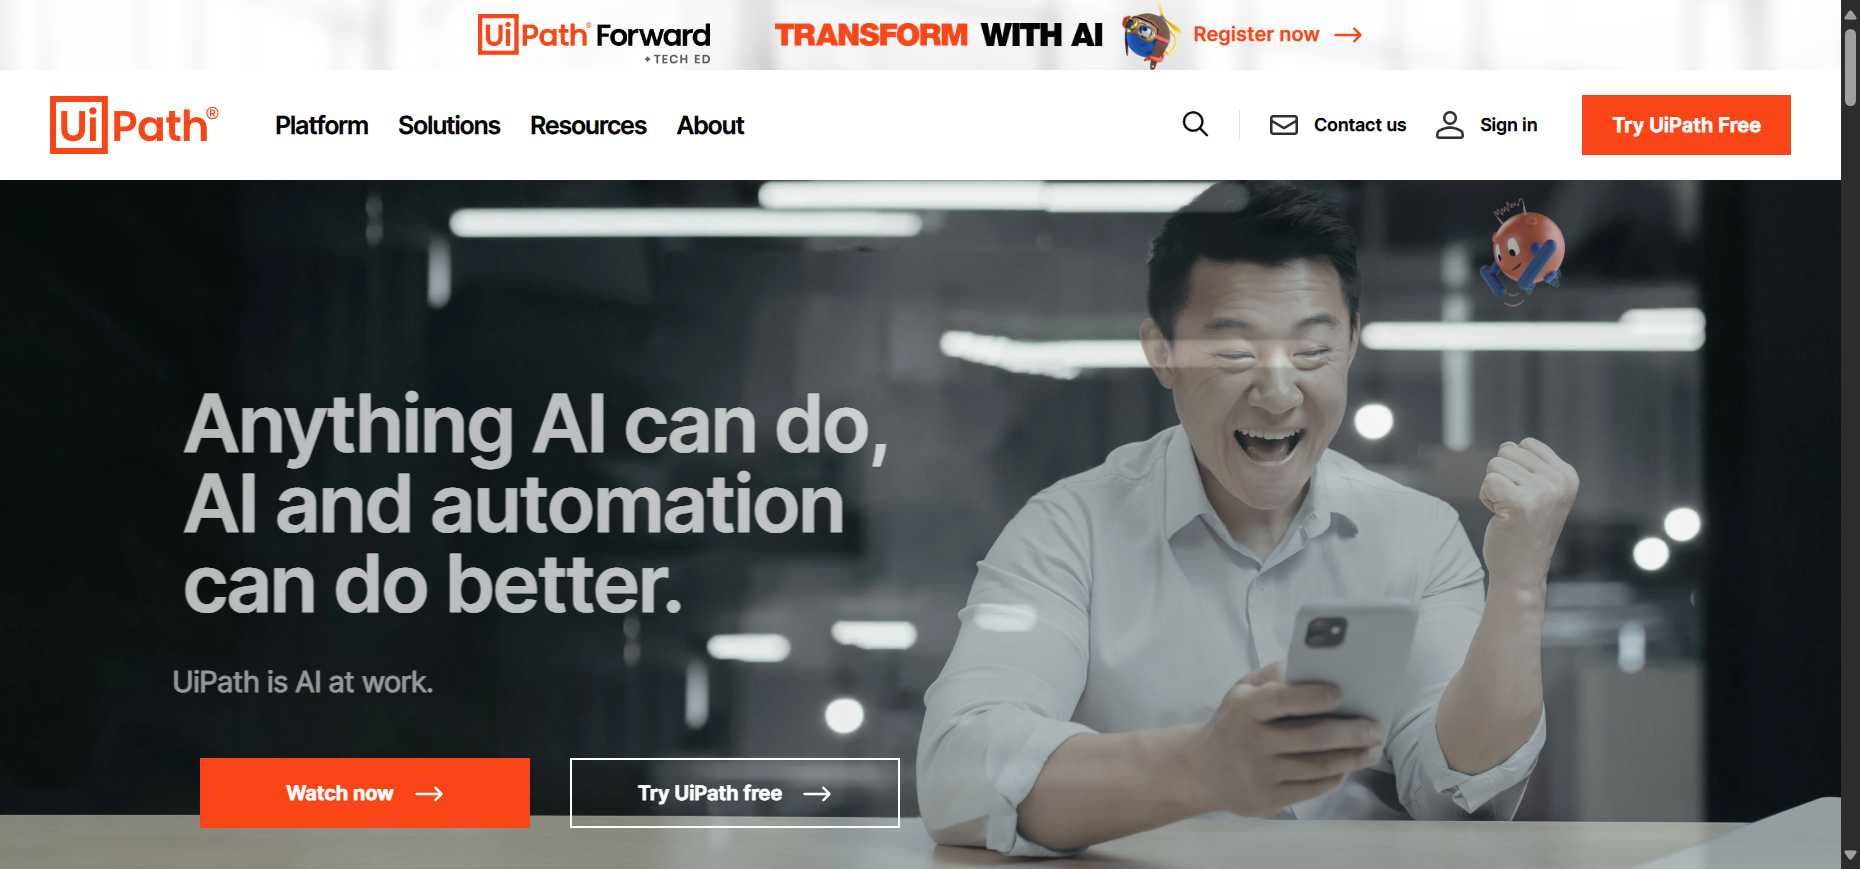 UiPath® Forward
+ TECH ED
TRANSFORM WITH AI
Register now
UiPath®
Platform
Solutions
Resources
About
Contact us
Sign in
Try UiPath Free
Anything AI can do,
AI and automation
can do better.
UiPath is AI at work.
Watch now
Try UiPath free